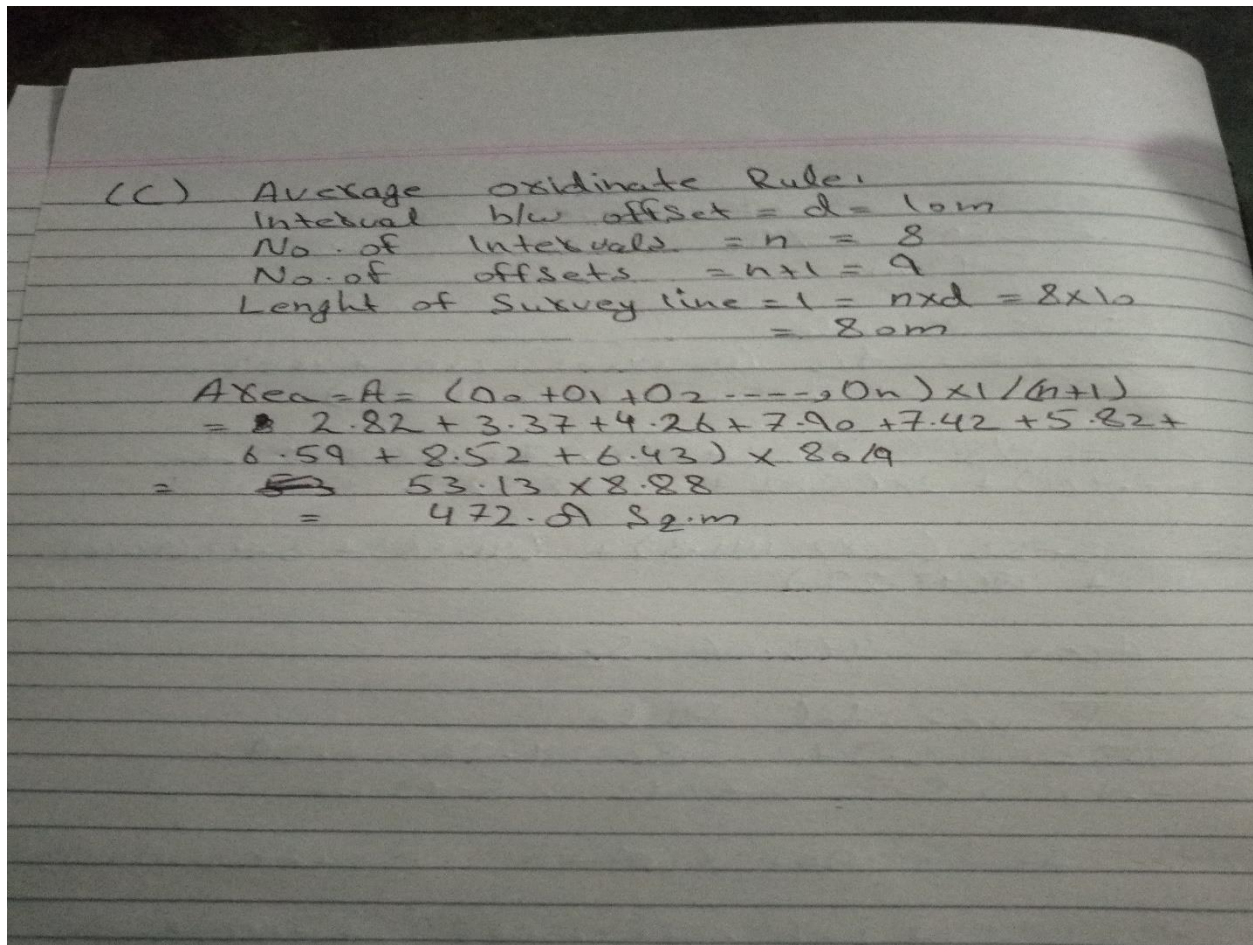 (C) Average oridinate Rule.
Interval b/w offset = d = 10m
No. of Intervals = n = 8
No. of offsets = n+1 = 9
Lenght of Survey line = l = nxd = 8x10
= 80m
Area = A = (O0 + O1 + O2 ----, On) x l / (n+1)
= 2.82 + 3.37 + 4.26 + 7.90 + 7.42 + 5.82 +
6.59 + 8.52 + 6.43) x 80/9
= 53.13 x 8.88
= 472. Sq.m